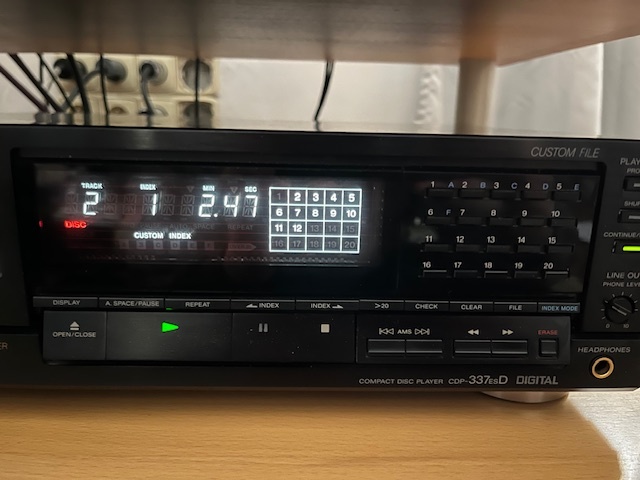 CUSTOM FILE
TRACK INDEX MIN SEC
2 1 2.47
DISC
CUSTOM INDEX
1 2 3 4 5
6 7 8 9 10
11 12 13 14 15
16 17 18 19 20
1 A 2 B 3 C 4 D 5 E
6 F 7 8 9 10
11 12 13 14 15
16 17 18 19 20
CONTINUE
LINE OUT
PHONE LEVEL
0 10
DISPLAY A. SPACE/PAUSE REPEAT INDEX INDEX >20 CHECK CLEAR FILE INDEX MODE
OPEN/CLOSE
AMS
ERASE
HEADPHONES
COMPACT DISC PLAYER CDP-337ESD DIGITAL